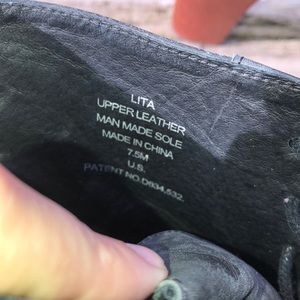 LITA
UPPER LEATHER
MAN MADE SOLE
MADE IN CHINA
7.5M
U.S.
PATENT NO.D634,532.